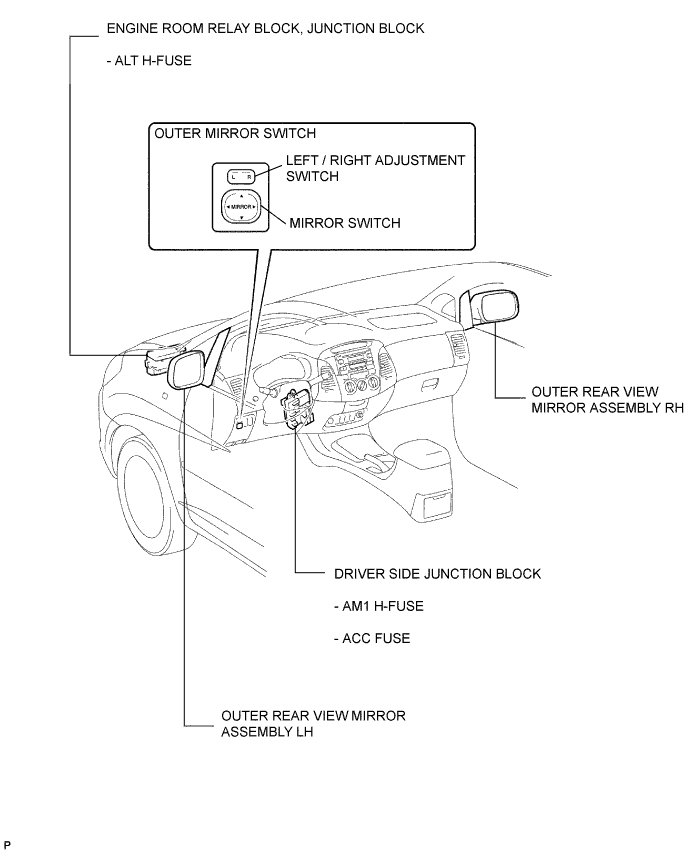 ENGINE ROOM RELAY BLOCK, JUNCTION BLOCK
- ALT H-FUSE
OUTER MIRROR SWITCH
LEFT / RIGHT ADJUSTMENT
SWITCH
L R
MIRROR
MIRROR SWITCH
OUTER REAR VIEW
MIRROR ASSEMBLY RH
DRIVER SIDE JUNCTION BLOCK
- AM1 H-FUSE
- ACC FUSE
OUTER REAR VIEW MIRROR
ASSEMBLY LH
P